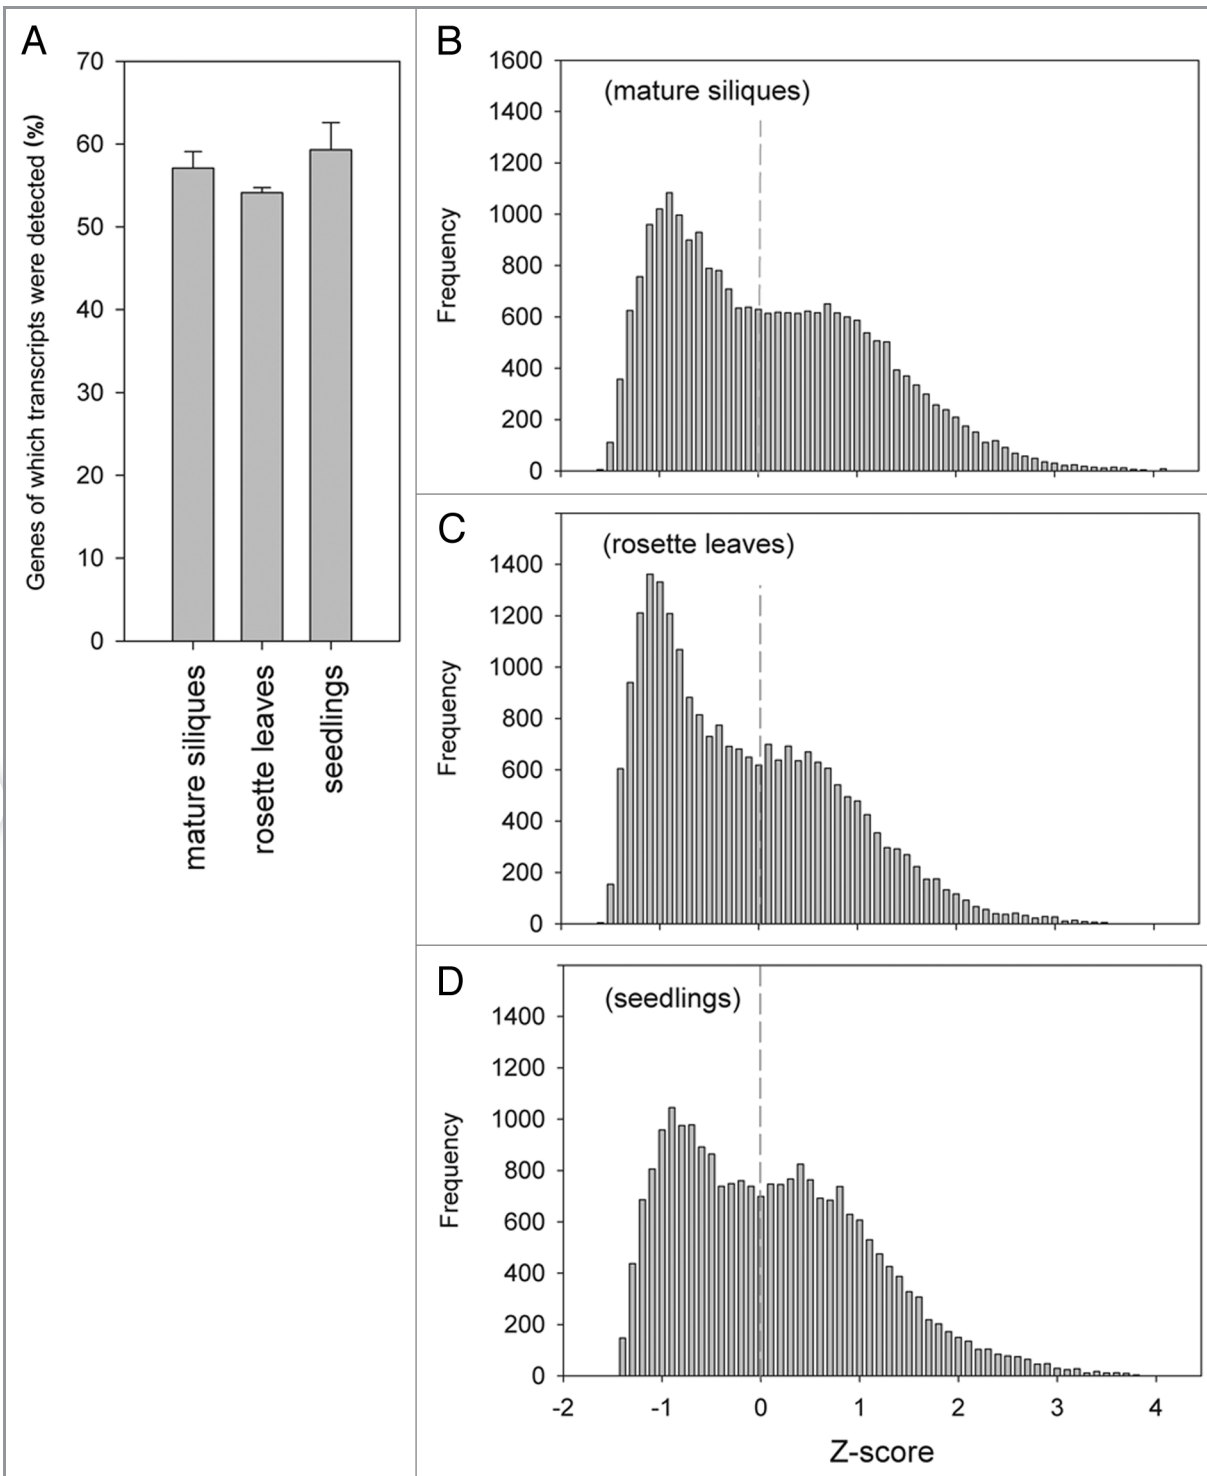 A
70
60
50
40
30
20
10
0
Genes of which transcripts were detected (%)
mature siliques
rosette leaves
seedlings
B
(mature siliques)
1600
1400
1200
1000
800
600
400
200
0
Frequency
C
(rosette leaves)
1400
1200
1000
800
600
400
200
0
Frequency
D
(seedlings)
1400
1200
1000
800
600
400
200
0
Frequency
-2 -1 0 1 2 3 4
Z-score